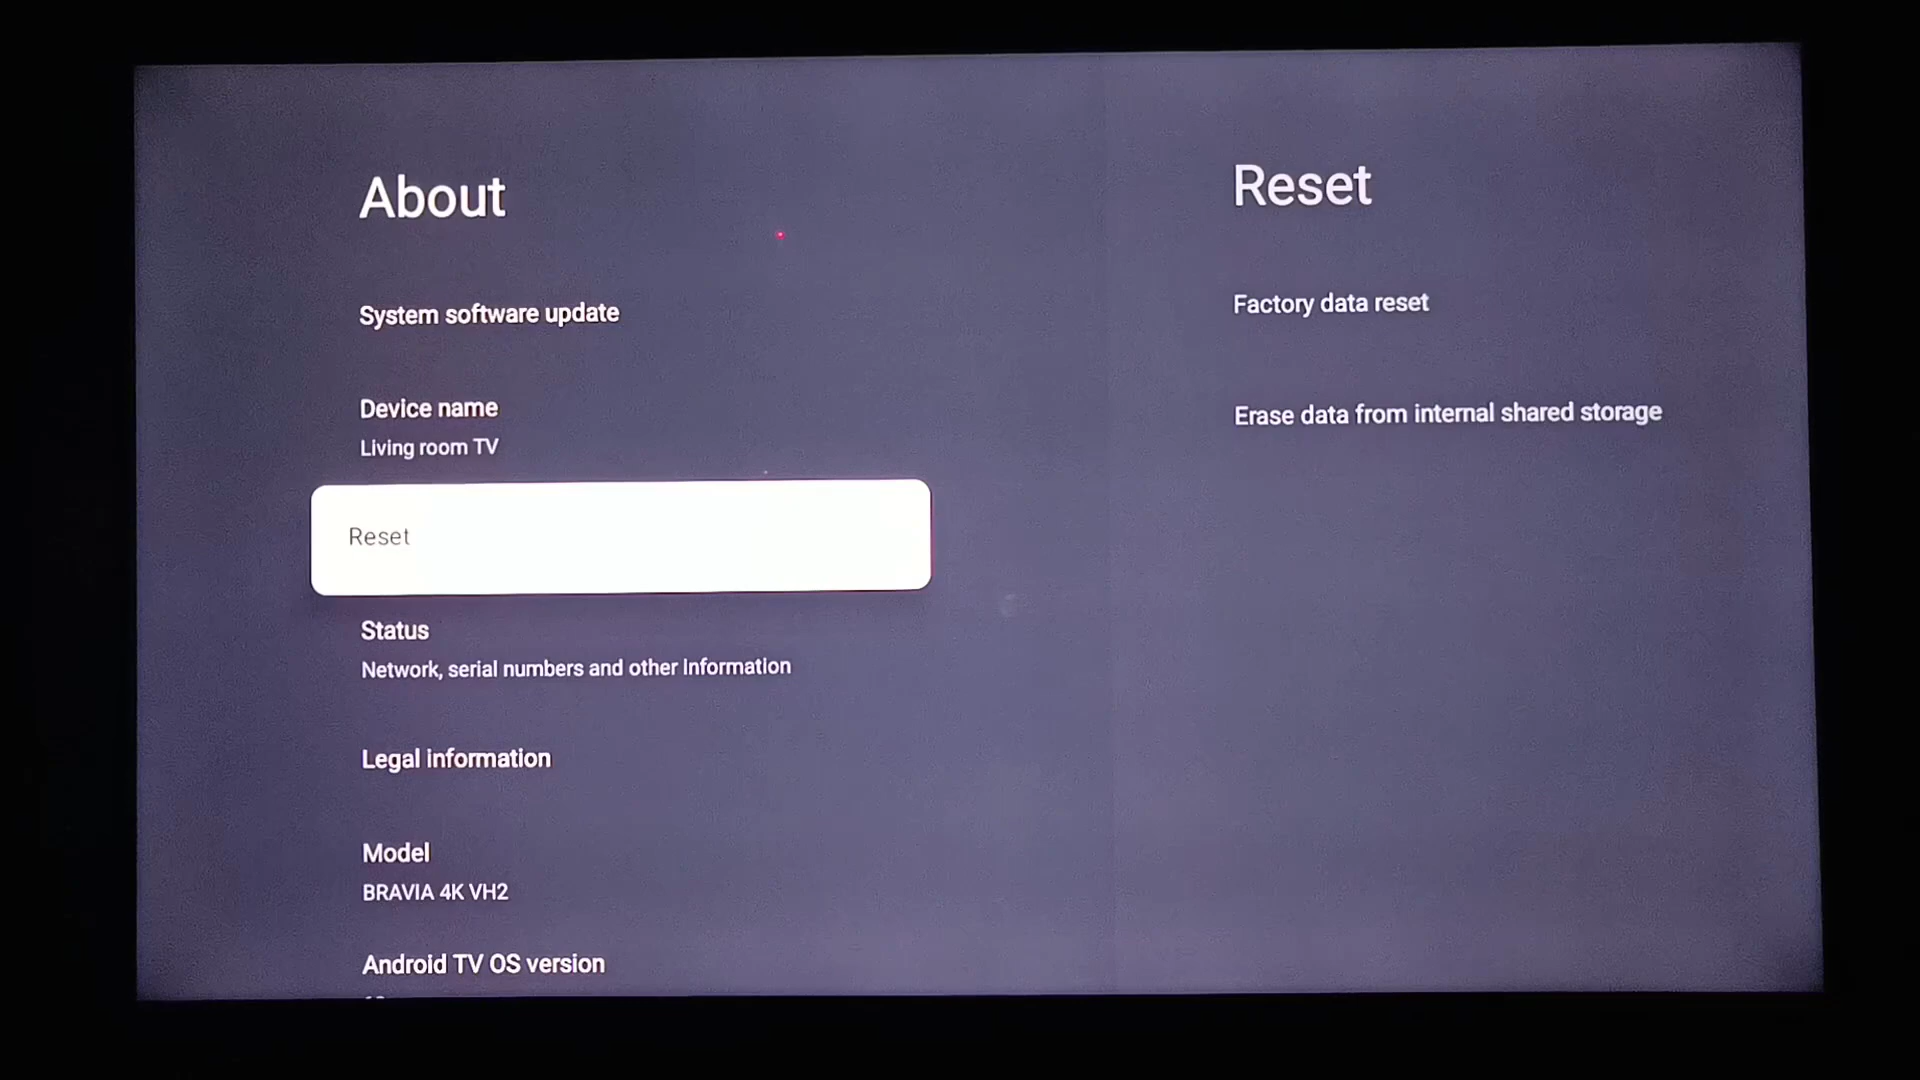 About
System software update
Device name
Living room TV
Reset
Status
Network, serial numbers and other information
Legal information
Model
BRAVIA 4K VH2
Android TV OS version
Reset
Factory data reset
Erase data from internal shared storage